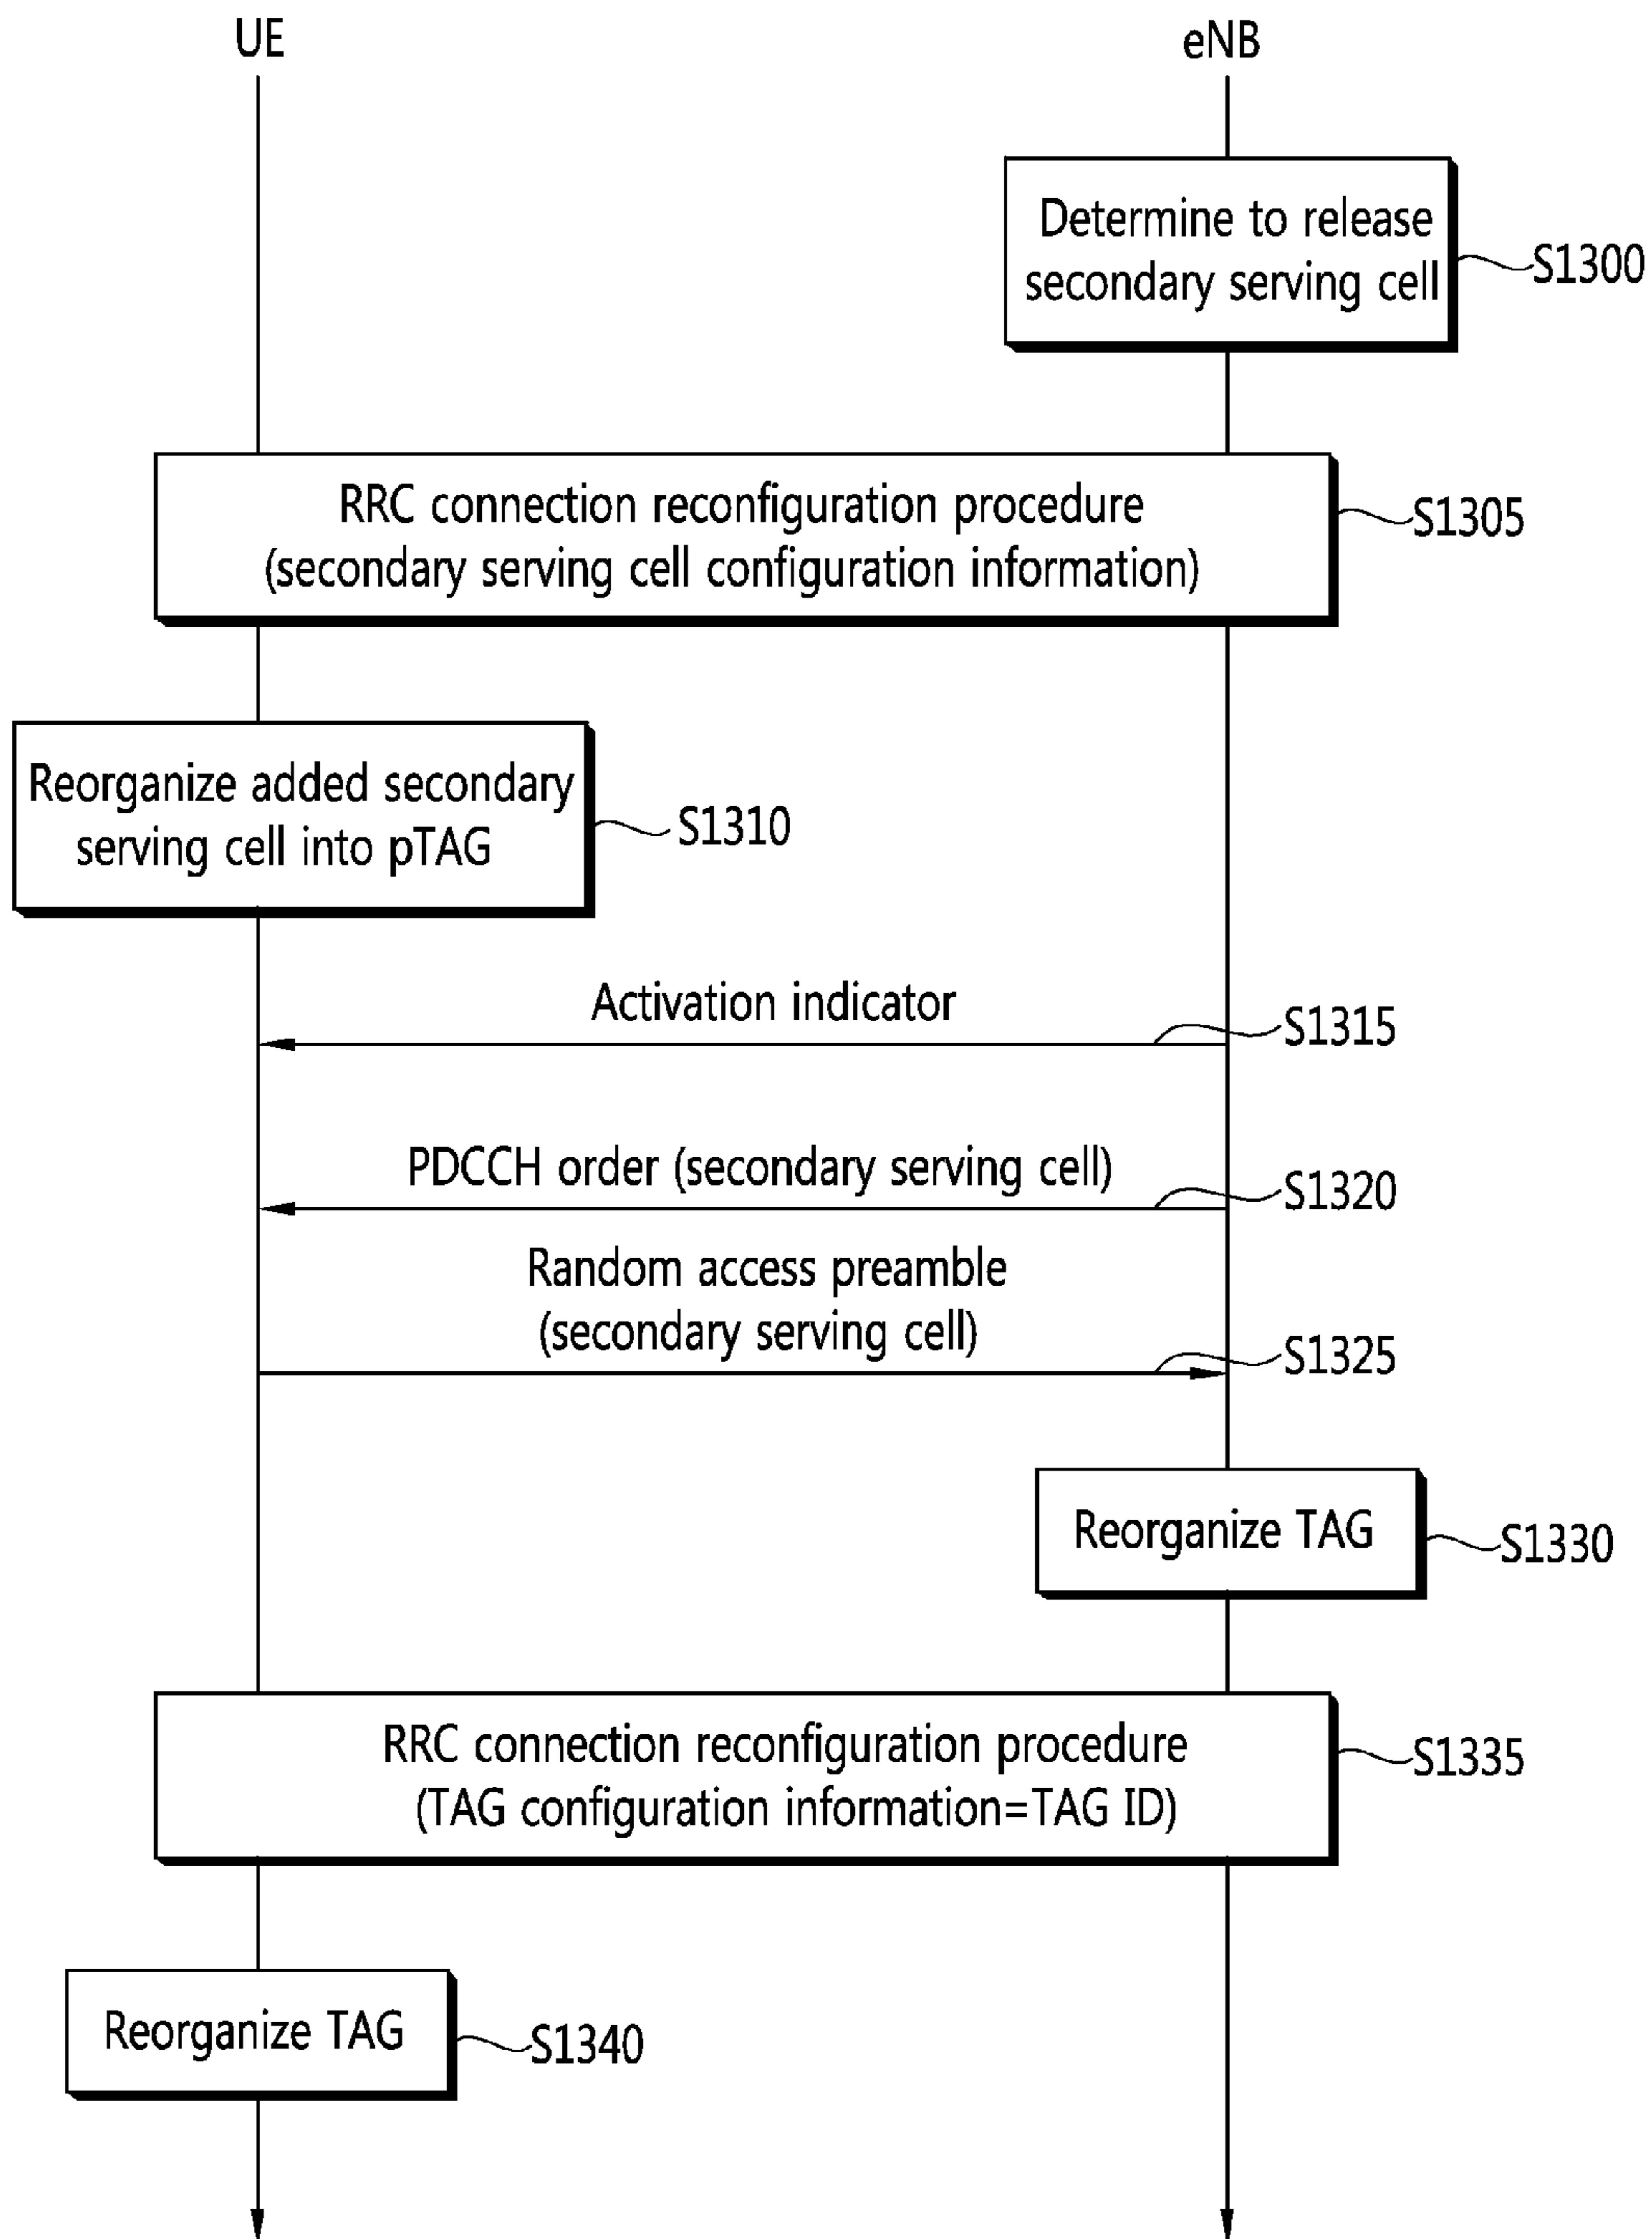 UE
eNB
Determine to release
secondary serving cell
S1300
RRC connection reconfiguration procedure
(secondary serving cell configuration information)
S1305
Reorganize added secondary
serving cell into pTAG
S1310
Activation indicator
S1315
PDCCH order (secondary serving cell)
S1320
Random access preamble
(secondary serving cell)
S1325
Reorganize TAG
S1330
RRC connection reconfiguration procedure
(TAG configuration information=TAG ID)
S1335
Reorganize TAG
S1340